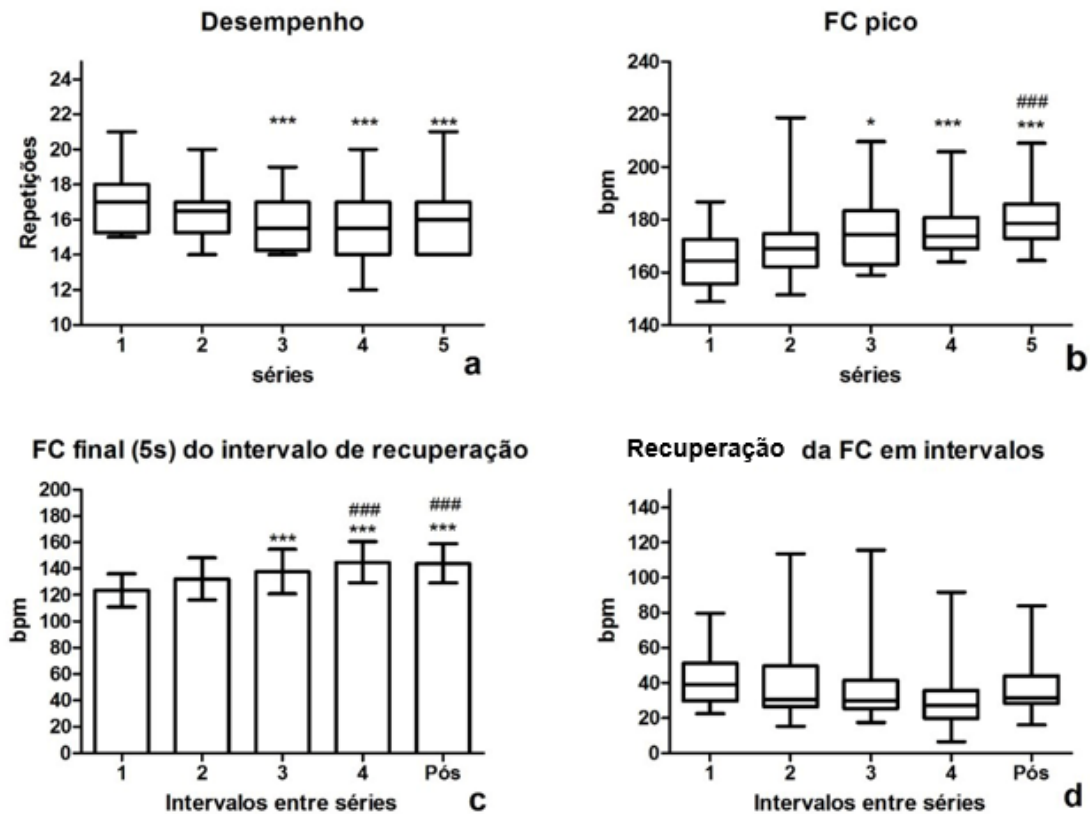 Desempenho
24
22
20
18
16
14
12
10
Repetições
*** *** ***
1 2 3 4 5
séries
a
FC pico
240
220
200
180
160
140
bpm
###
* *** ***
1 2 3 4 5
séries
b
FC final (5s) do intervalo de recuperação
200
180
160
140
120
100
80
60
40
20
0
bpm
### ###
*** *** ***
1 2 3 4 Pós
Intervalos entre séries
c
Recuperação da FC em intervalos
140
120
100
80
60
40
20
0
bpm
1 2 3 4 Pós
Intervalos entre séries
d